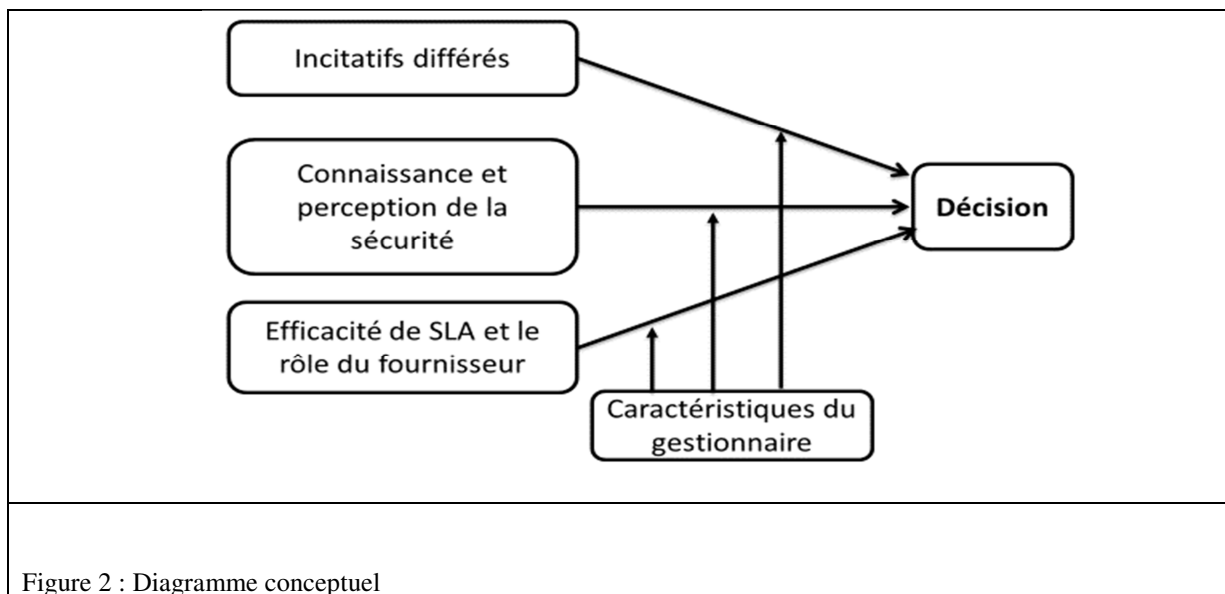 Incitatifs différés
Connaissance et
perception de la
sécurité
Décision
Efficacité de SLA et le
rôle du fournisseur
Caractéristiques du
gestionnaire
Figure 2 : Diagramme conceptuel